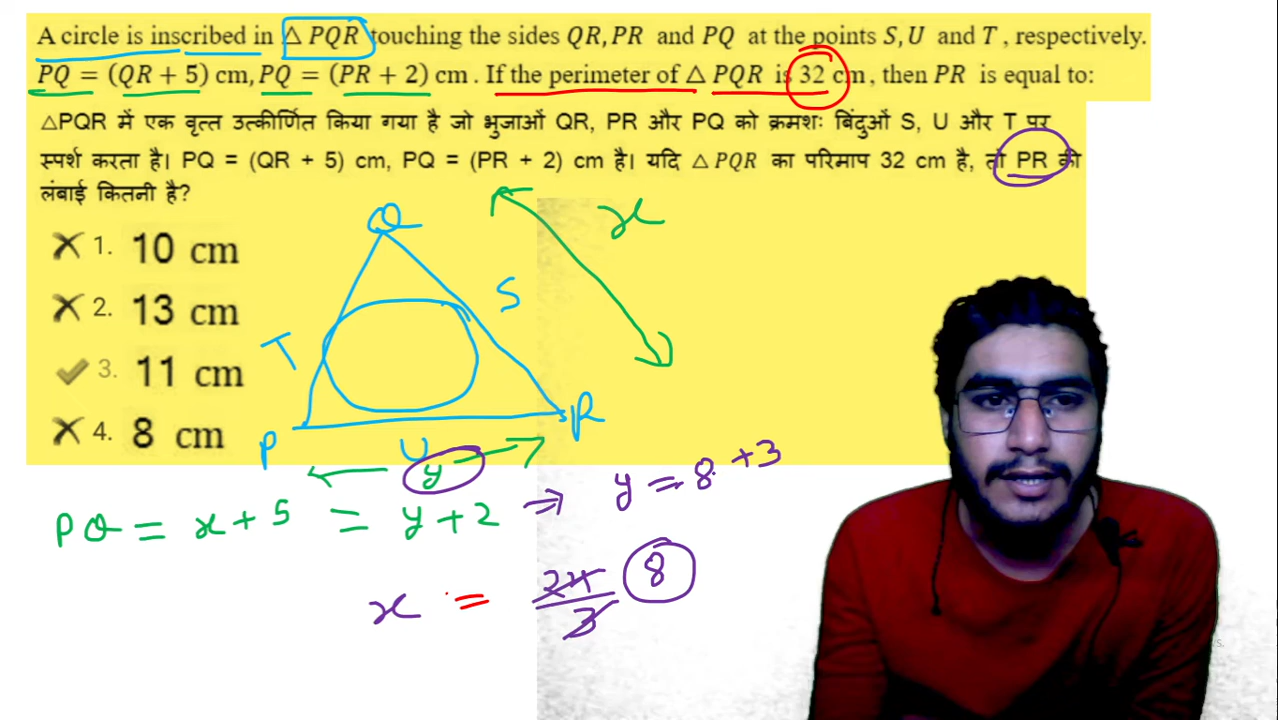 A circle is inscribed in △ PQR touching the sides QR, PR and PQ at the points S, U and T , respectively.
PQ = (QR + 5) cm, PQ = (PR + 2) cm . If the perimeter of △ PQR is 32 cm , then PR is equal to:
△PQR में एक वृत्त उत्कीर्णित किया गया है जो भुजाओं QR, PR और PQ को क्रमशः बिंदुओं S, U और T पर
स्पर्श करता है। PQ = (QR + 5) cm, PQ = (PR + 2) cm है। यदि △ PQR का परिमाप 32 cm है, तो PR की
लंबाई कितनी है?
1. 10 cm
2. 13 cm
3. 11 cm
4. 8 cm
Q
x
S
T
P
U
R
y
PQ = x + 5 = y + 2 ⇒ y = 8 + 3
x = 24/3 8